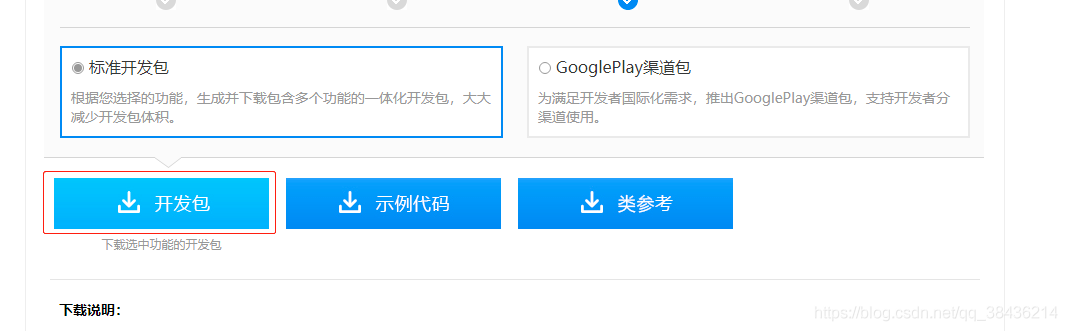 标准开发包
根据您选择的功能，生成并下载包含多个功能的一体化开发包，大大
减少开发包体积。
GooglePlay渠道包
为满足开发者国际化需求，推出GooglePlay渠道包，支持开发者分
渠道使用。
开发包
示例代码
类参考
下载选中功能的开发包
下载说明：
https://blog.csdn.net/qq_38436214